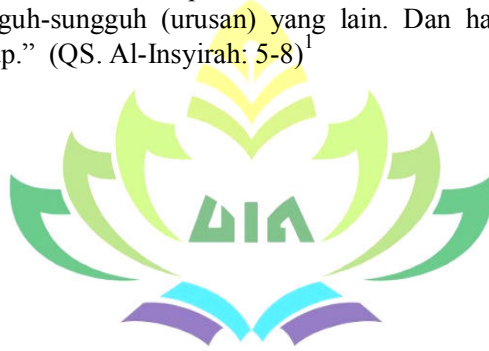 guh-sungguh (urusan) yang lain. Dan ha
p.” (QS. Al-Insyirah: 5-8)1
UIN